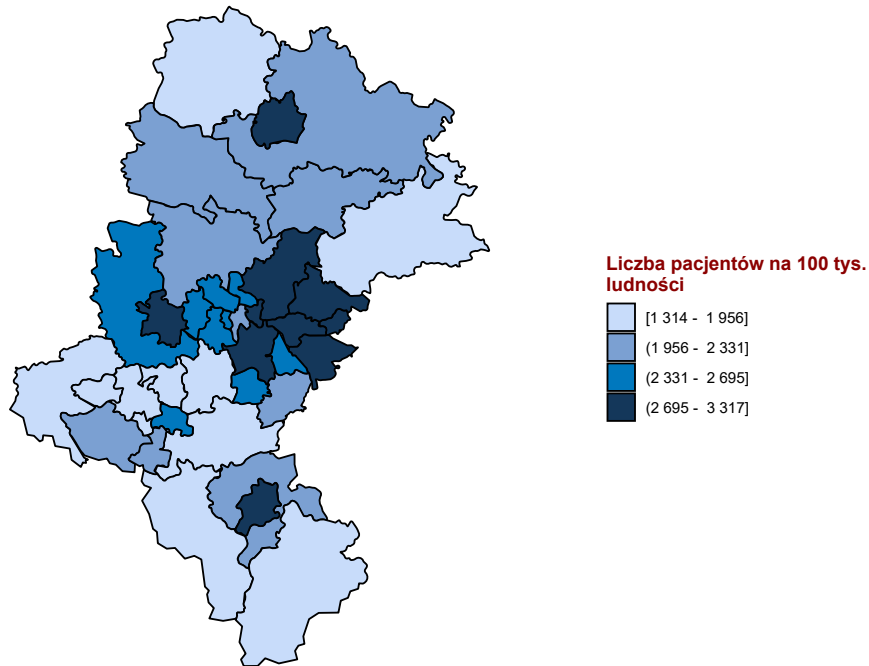 Liczba pacjentów na 100 tys.
ludności
[1 314 - 1 956]
(1 956 - 2 331]
(2 331 - 2 695]
(2 695 - 3 317]